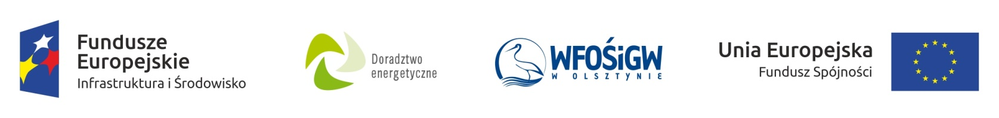 Fundusze
Europejskie
Infrastruktura i Środowisko
Doradztwo
energetyczne
WFOŚiGW
W OLSZTYNIE
Unia Europejska
Fundusz Spójności